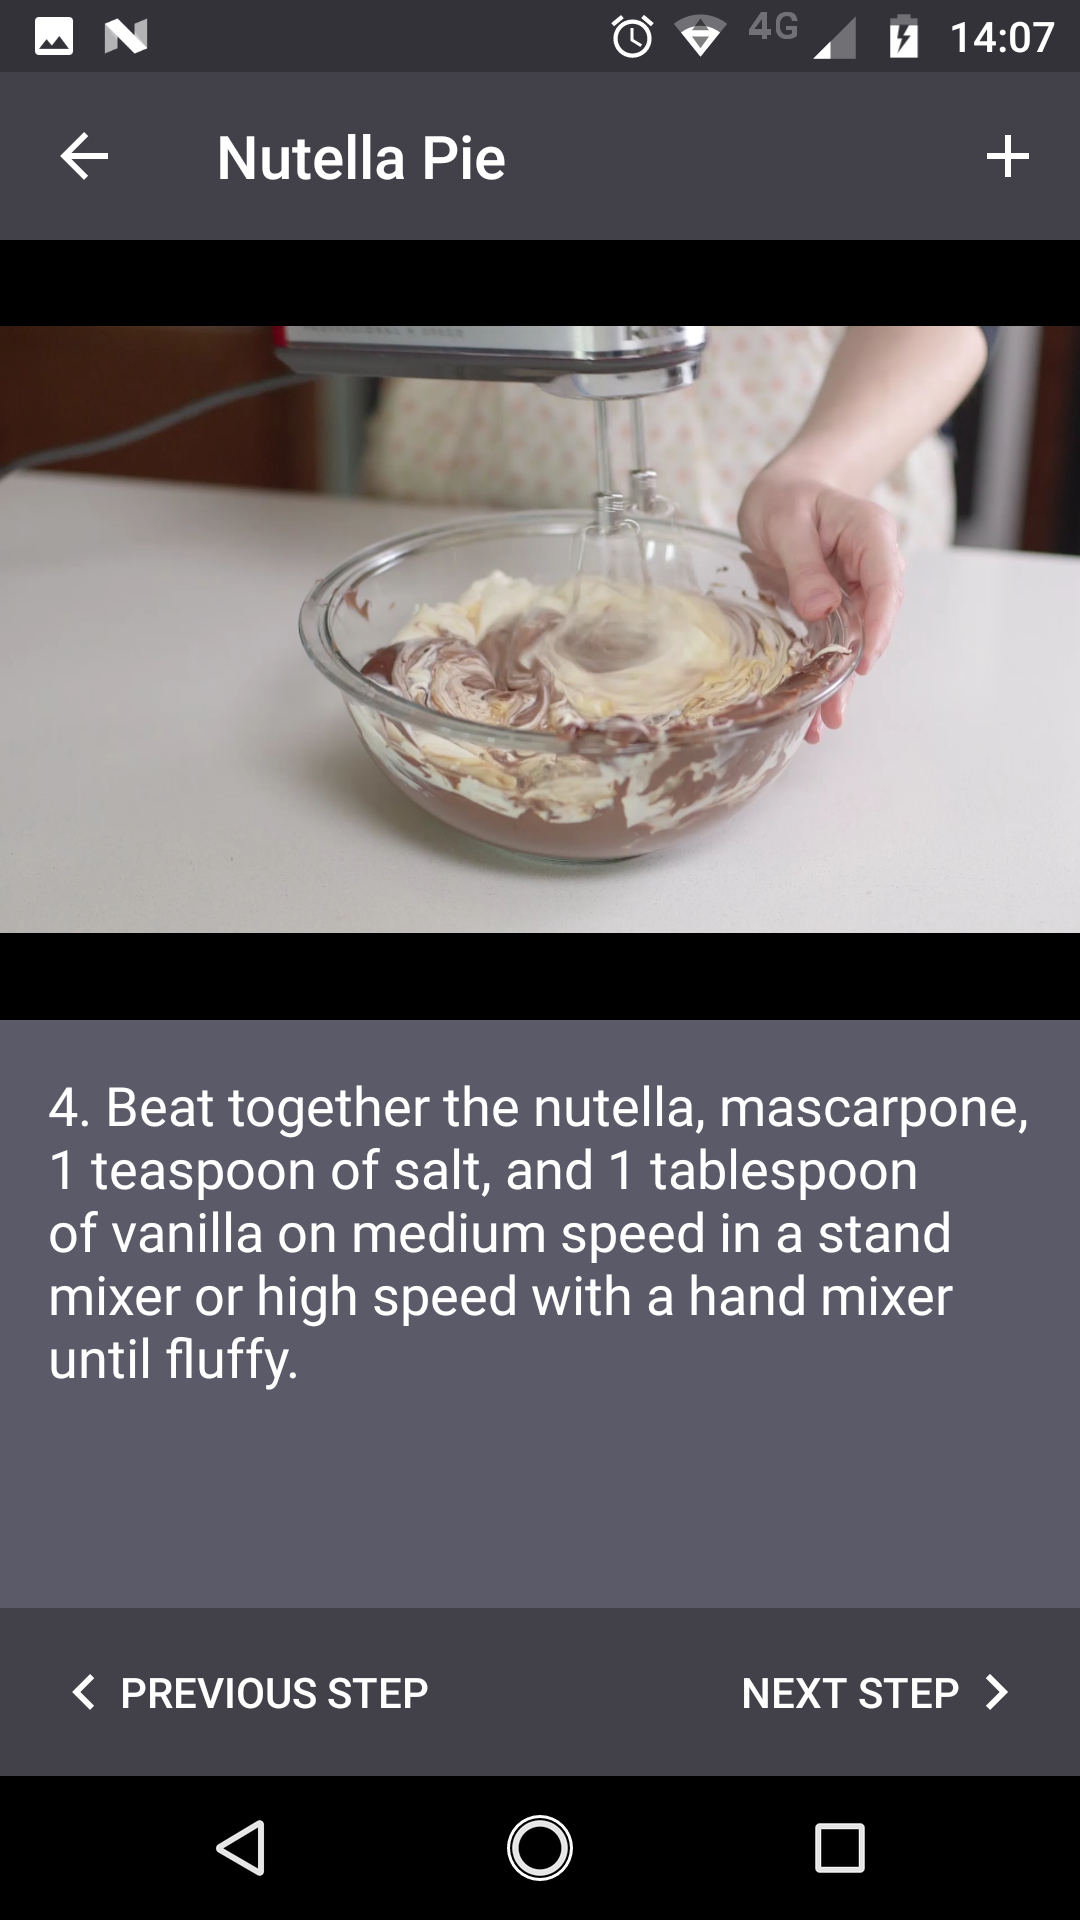 4G 14:07
Nutella Pie
4. Beat together the nutella, mascarpone,
1 teaspoon of salt, and 1 tablespoon
of vanilla on medium speed in a stand
mixer or high speed with a hand mixer
until fluffy.
PREVIOUS STEP NEXT STEP